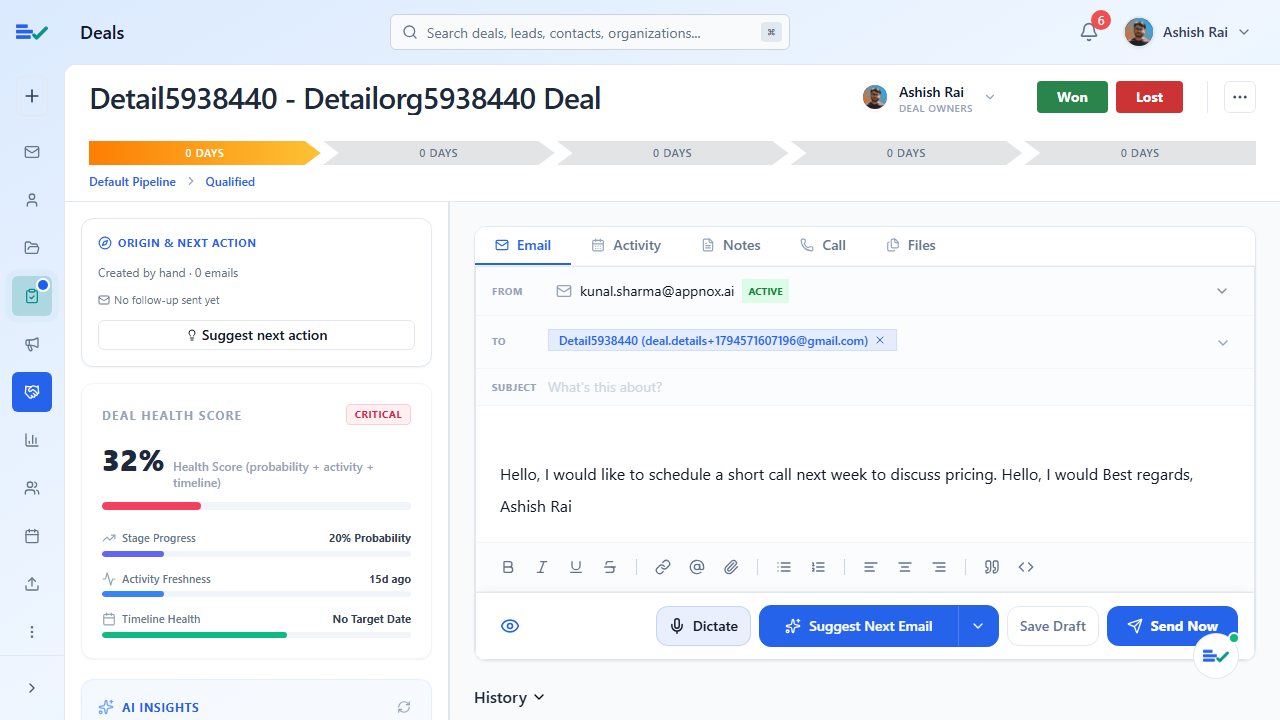 Deals
Search deals, leads, contacts, organizations...
⌘
6
Ashish Rai
Detail5938440 - Detailorg5938440 Deal
Ashish Rai
DEAL OWNERS
Won
Lost
0 DAYS
0 DAYS
0 DAYS
0 DAYS
0 DAYS
Default Pipeline
Qualified
ORIGIN & NEXT ACTION
Created by hand · 0 emails
No follow-up sent yet
Suggest next action
DEAL HEALTH SCORE
CRITICAL
32%
Health Score (probability + activity +
timeline)
Stage Progress
20% Probability
Activity Freshness
15d ago
Timeline Health
No Target Date
AI INSIGHTS
Email
Activity
Notes
Call
Files
FROM
kunal.sharma@appnox.ai
ACTIVE
TO
Detail5938440 (deal.details+1794571607196@gmail.com)
SUBJECT
What's this about?
Hello, I would like to schedule a short call next week to discuss pricing. Hello, I would Best regards,
Ashish Rai
Dictate
Suggest Next Email
Save Draft
Send Now
History